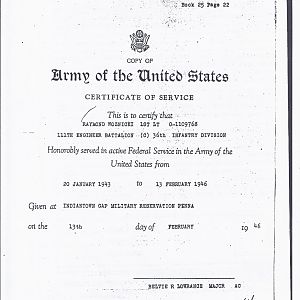 Book 25 Page 22
COPY OF
Army of the United States
CERTIFICATE OF SERVICE
This is to certify that
RAYMOND WOZNICKI 1ST LT O-1109768
111TH ENGINEER BATTALION (C) 36th INFANTRY DIVISION
Honorably served in active Federal Service in the Army of the
United States from
20 JANUARY 1943 to 13 FEBRUARY 1946
Given at INDIANTOWN GAP MILITARY RESERVATION PENNA
on the 13th day of FEBRUARY 19 46
BELVIE R LOWRANCE MAJOR AC